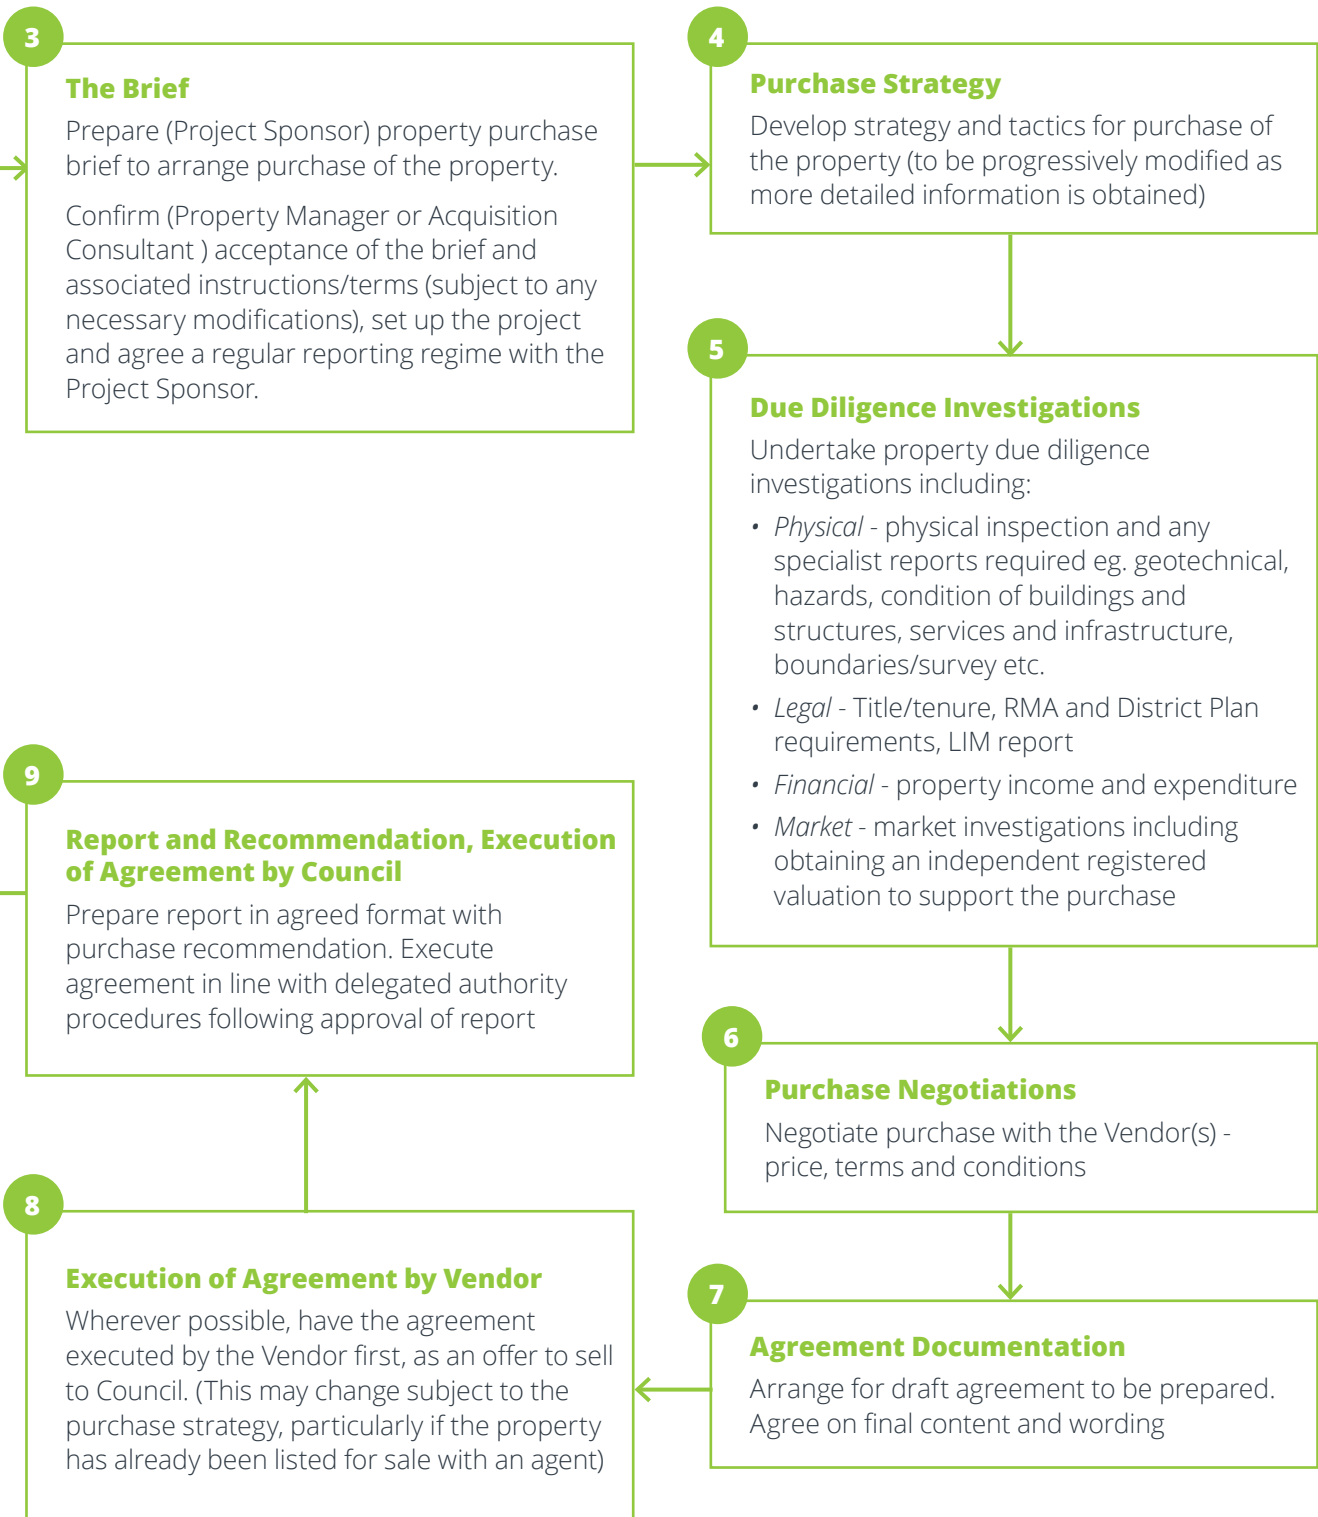 3
The Brief
Prepare (Project Sponsor) property purchase
brief to arrange purchase of the property.
Confirm (Property Manager or Acquisition
Consultant ) acceptance of the brief and
associated instructions/terms (subject to any
necessary modifications), set up the project
and agree a regular reporting regime with the
Project Sponsor.
4
Purchase Strategy
Develop strategy and tactics for purchase of
the property (to be progressively modified as
more detailed information is obtained)
5
Due Diligence Investigations
Undertake property due diligence
investigations including:
• Physical - physical inspection and any
specialist reports required eg. geotechnical,
hazards, condition of buildings and
structures, services and infrastructure,
boundaries/survey etc.
• Legal - Title/tenure, RMA and District Plan
requirements, LIM report
• Financial - property income and expenditure
• Market - market investigations including
obtaining an independent registered
valuation to support the purchase
6
Purchase Negotiations
Negotiate purchase with the Vendor(s) -
price, terms and conditions
7
Agreement Documentation
Arrange for draft agreement to be prepared.
Agree on final content and wording
8
Execution of Agreement by Vendor
Wherever possible, have the agreement
executed by the Vendor first, as an offer to sell
to Council. (This may change subject to the
purchase strategy, particularly if the property
has already been listed for sale with an agent)
9
Report and Recommendation, Execution
of Agreement by Council
Prepare report in agreed format with
purchase recommendation. Execute
agreement in line with delegated authority
procedures following approval of report